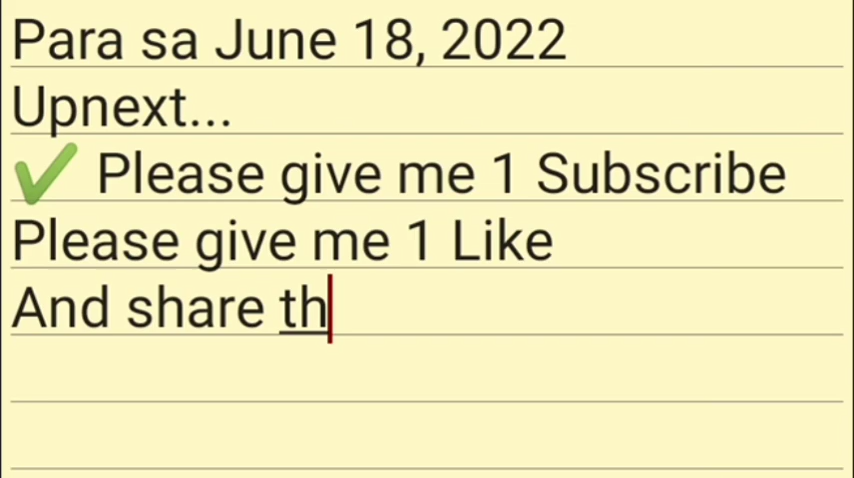 Para sa June 18, 2022
Upnext...
✔ Please give me 1 Subscribe
Please give me 1 Like
And share th